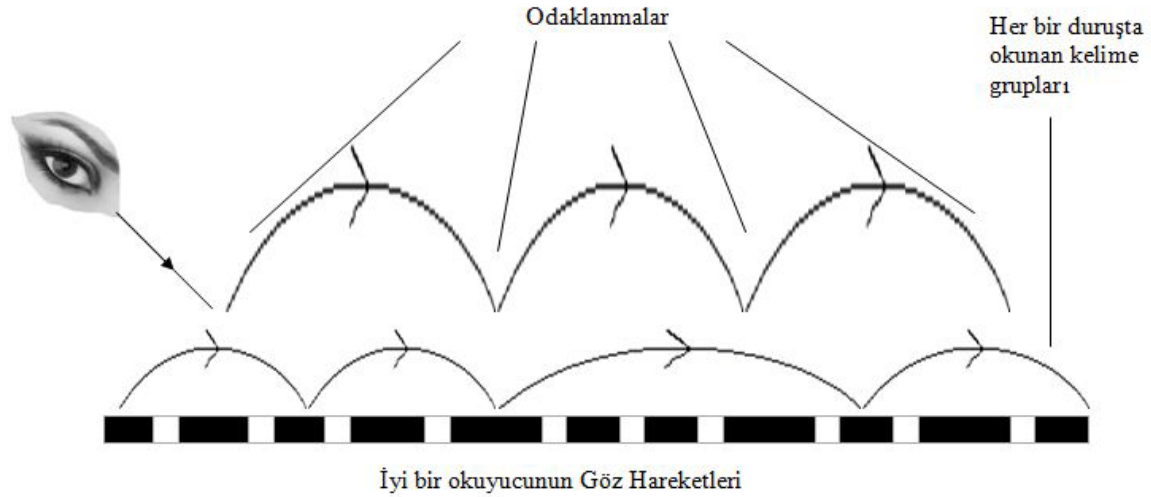 Odaklanmalar
Her bir duruşta
okunan kelime
grupları
İyi bir okuyucunun Göz Hareketleri